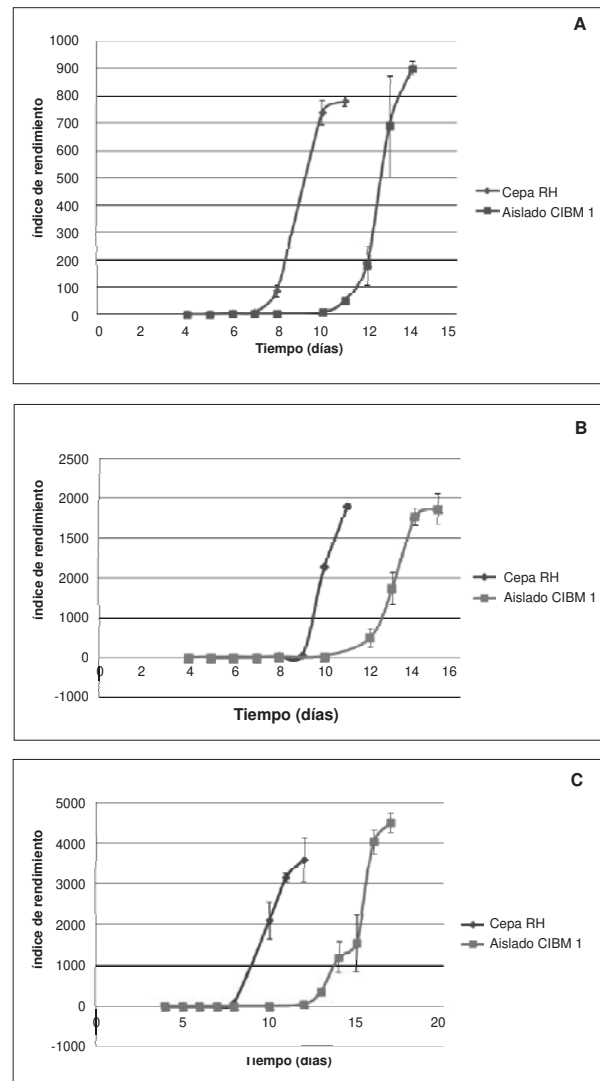 A
1000
900
800
700
600
500
400
300
200
100
0
índice de rendimiento
0 2 4 6 8 10 12 14 15
Tiempo (días)
Cepa RH
Aislado CIBM 1
B
2500
2000
1500
2000
1000
0
-1000
índice de rendimiento
0 2 4 6 8 10 12 14 16
Tiempo (días)
Cepa RH
Aislado CIBM 1
C
5000
4000
3000
2000
1000
0
-1000
índice de rendimiento
0 5 10 15 20
Tiempo (días)
Cepa RH
Aislado CIBM 1